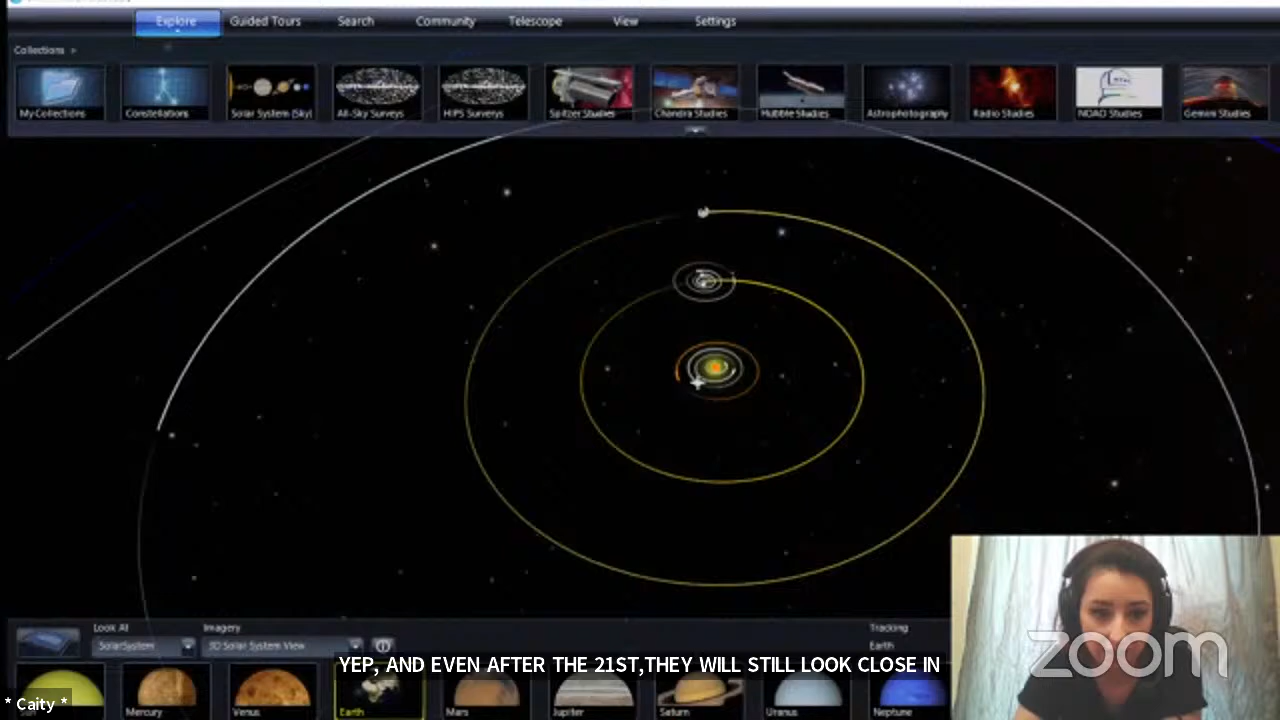 Explore Guided Tours Search Community Telescope View Settings
Collections >
My Collections Constellations Solar System (Sky) All-Sky Surveys HiPS Surverys Spitzer Studies Chandra Studies Hubble Studies Astrophotography Radio Studies NOAO Studies Gemini Studies
Look At Imagery Tracking
SolarSystem 3D Solar System View Earth
YEP, AND EVEN AFTER THE 21ST,THEY WILL STILL LOOK CLOSE IN
zoom
* Caity *
Mercury Venus Earth Mars Jupiter Saturn Uranus Neptune